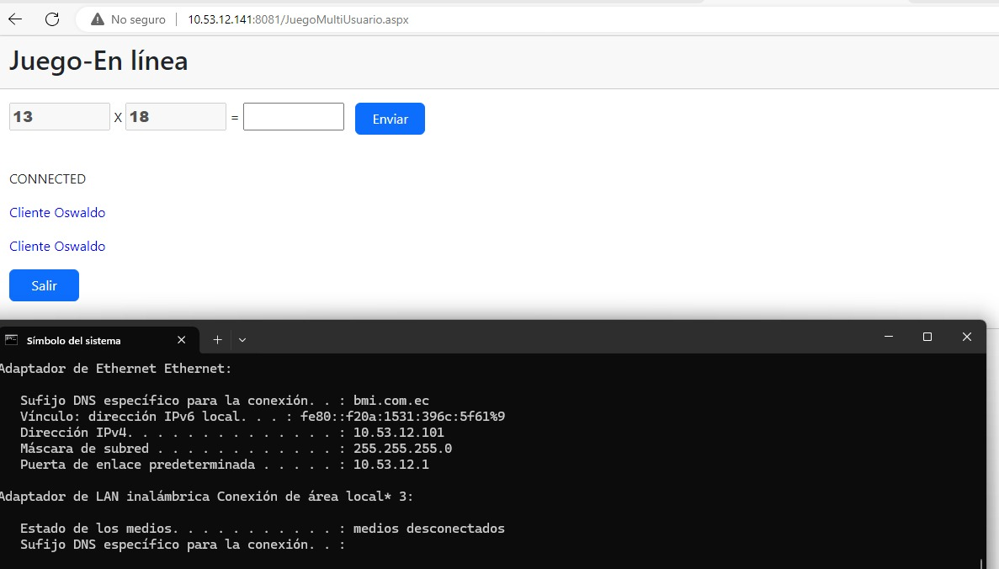 No seguro 10.53.12.141:8081/JuegoMultiUsuario.aspx
Juego-En línea
13 X 18 = Enviar
CONNECTED
Cliente Oswaldo
Cliente Oswaldo
Salir
Símbolo del sistema
Adaptador de Ethernet Ethernet:
Sufijo DNS específico para la conexión. . : bmi.com.ec
Vínculo: dirección IPv6 local. . . : fe80::f20a:1531:396c:5f61%9
Dirección IPv4. . . . . . . . . . . . . . : 10.53.12.101
Máscara de subred . . . . . . . . . . . . : 255.255.255.0
Puerta de enlace predeterminada . . . . . : 10.53.12.1
Adaptador de LAN inalámbrica Conexión de área local* 3:
Estado de los medios. . . . . . . . . . . : medios desconectados
Sufijo DNS específico para la conexión. . :